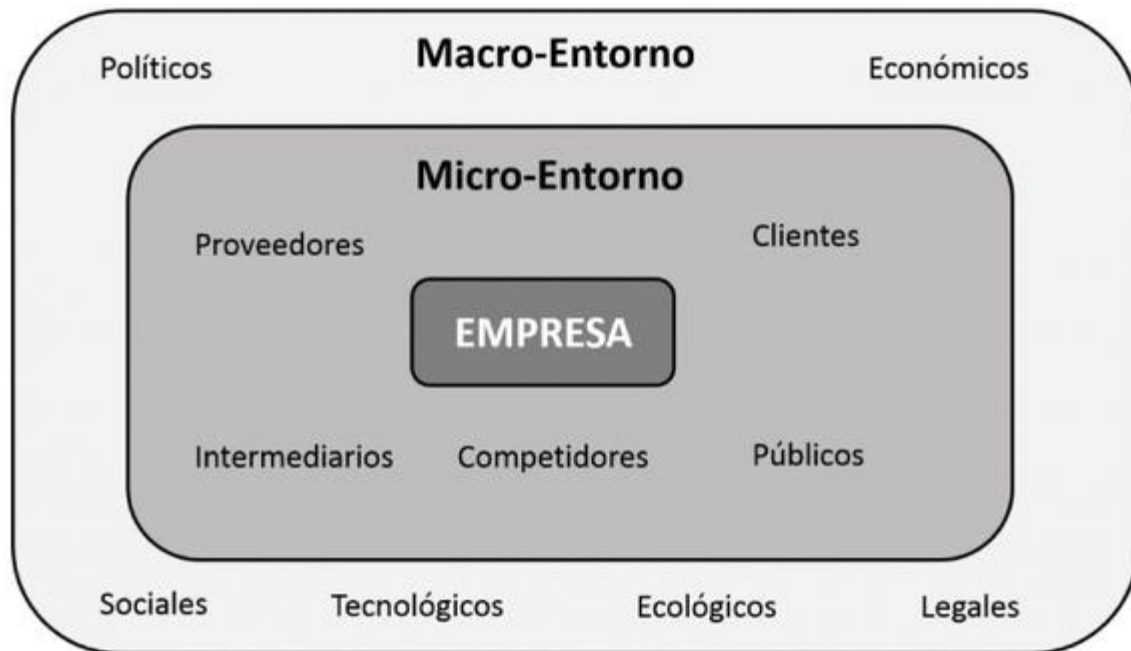 Macro-Entorno
Políticos
Económicos
Micro-Entorno
Proveedores
Clientes
EMPRESA
Intermediarios
Competidores
Públicos
Sociales
Tecnológicos
Ecológicos
Legales